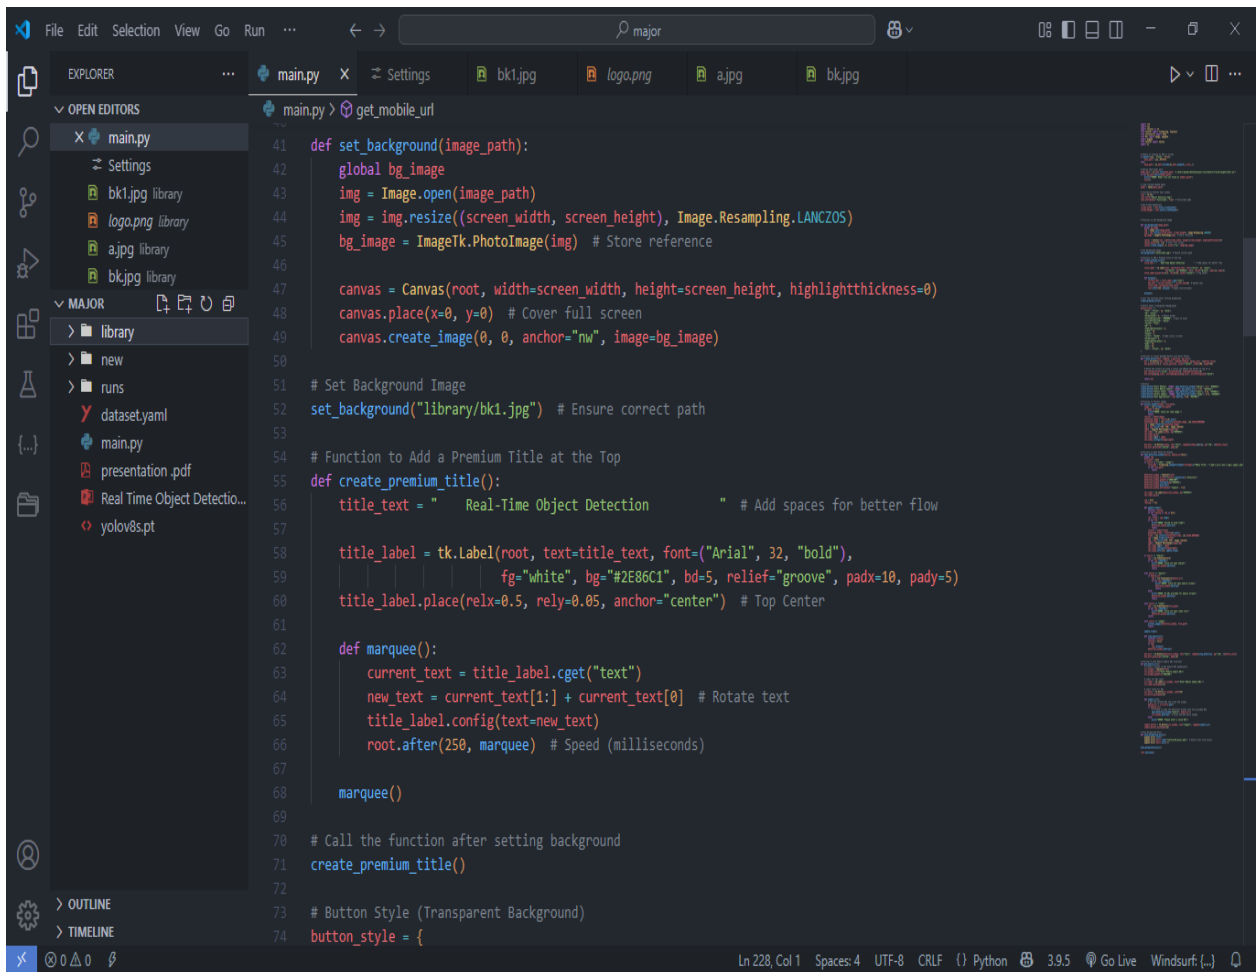 File Edit Selection View Go Run ··· major
EXPLORER ···
OPEN EDITORS
main.py
Settings
bk1.jpg library
logo.png library
a.jpg library
bk.jpg library
MAJOR
library
new
runs
dataset.yaml
main.py
presentation .pdf
Real Time Object Detectio...
yolov8s.pt
OUTLINE
TIMELINE
main.py Settings bk1.jpg logo.png a.jpg bk.jpg
main.py > get_mobile_url
41 def set_background(image_path):
42     global bg_image
43     img = Image.open(image_path)
44     img = img.resize((screen_width, screen_height), Image.Resampling.LANCZOS)
45     bg_image = ImageTk.PhotoImage(img)  # Store reference
46
47     canvas = Canvas(root, width=screen_width, height=screen_height, highlightthickness=0)
48     canvas.place(x=0, y=0)  # Cover full screen
49     canvas.create_image(0, 0, anchor="nw", image=bg_image)
50
51 # Set Background Image
52 set_background("library/bk1.jpg")  # Ensure correct path
53
54 # Function to Add a Premium Title at the Top
55 def create_premium_title():
56     title_text = "    Real-Time Object Detection          "  # Add spaces for better flow
57
58     title_label = tk.Label(root, text=title_text, font=("Arial", 32, "bold"),
59                            fg="white", bg="#2E86C1", bd=5, relief="groove", padx=10, pady=5)
60     title_label.place(relx=0.5, rely=0.05, anchor="center")  # Top Center
61
62     def marquee():
63         current_text = title_label.cget("text")
64         new_text = current_text[1:] + current_text[0]  # Rotate text
65         title_label.config(text=new_text)
66         root.after(250, marquee)  # Speed (milliseconds)
67
68     marquee()
69
70 # Call the function after setting background
71 create_premium_title()
72
73 # Button Style (Transparent Background)
74 button_style = {
0 0 Ln 228, Col 1 Spaces: 4 UTF-8 CRLF {} Python 3.9.5 Go Live Windsurf: {...}